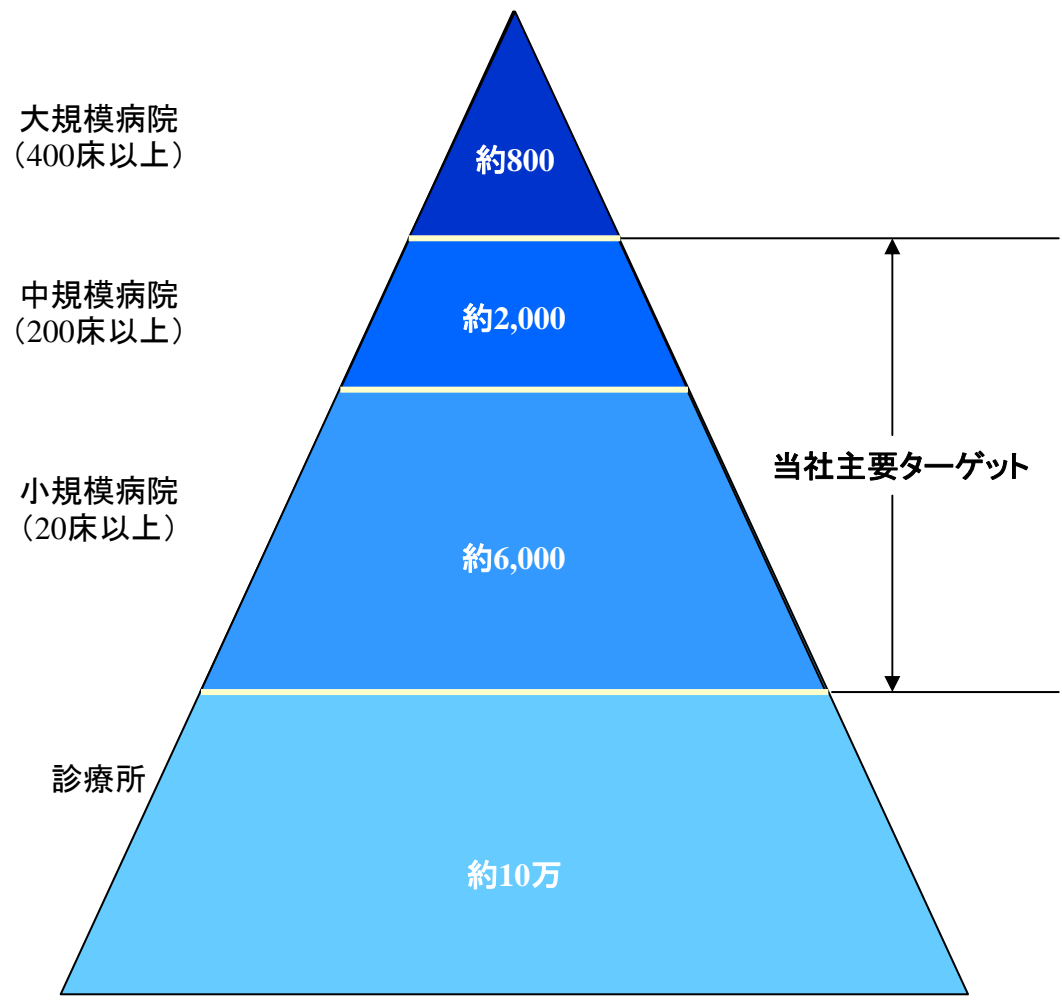 大規模病院
（400床以上）
約800
中規模病院
（200床以上）
約2,000
当社主要ターゲット
小規模病院
（20床以上）
約6,000
診療所
約10万